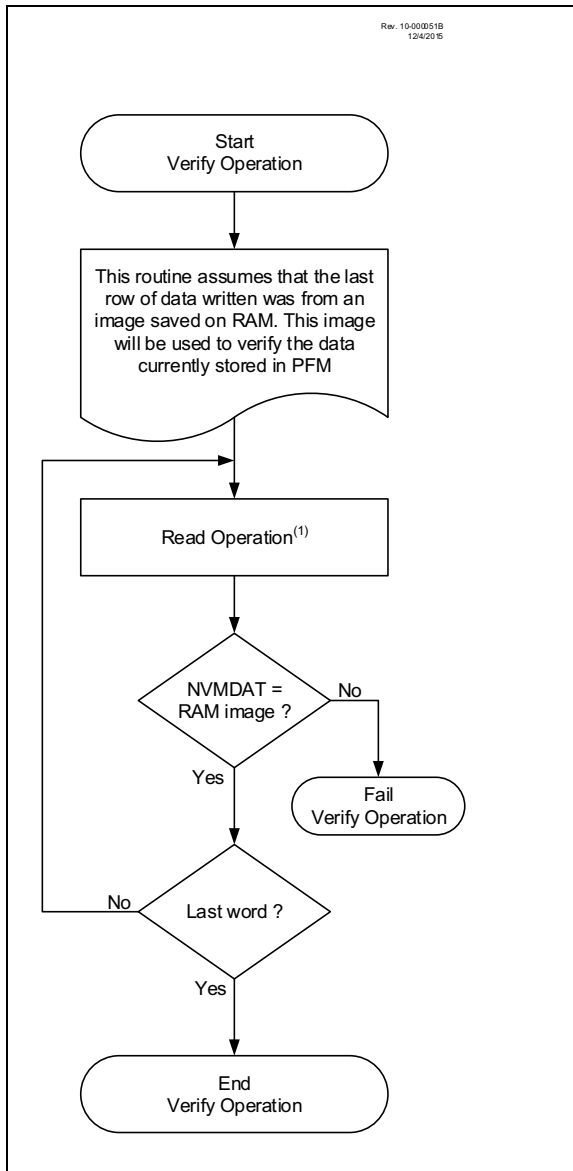 Rev. 10-000051B
12/4/2015
Start
Verify Operation
This routine assumes that the last
row of data written was from an
image saved on RAM. This image
will be used to verify the data
currently stored in PFM
Read Operation(1)
NVMDAT =
RAM image ?
No
Yes
Fail
Verify Operation
No
Last word ?
Yes
End
Verify Operation